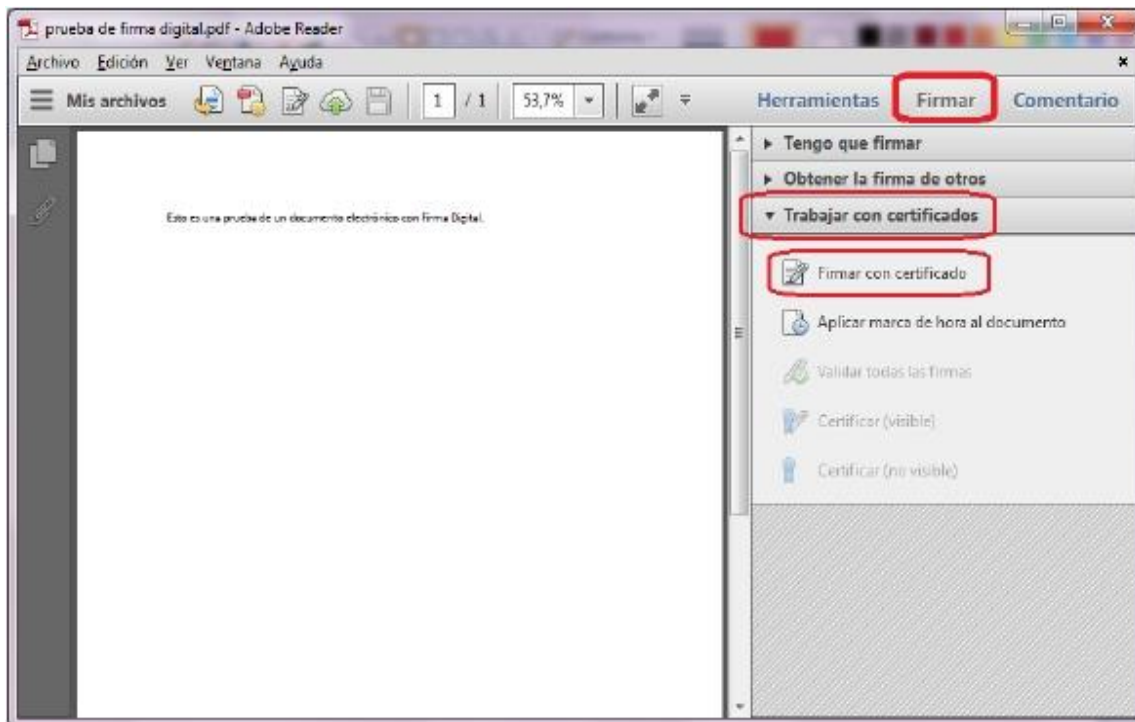 prueba de firma digital.pdf - Adobe Reader
Archivo Edición Ver Ventana Ayuda
Mis archivos 1 / 1 53,7% Herramientas Firmar Comentario
Tengo que firmar
Obtener la firma de otros
Trabajar con certificados
Esto es una prueba de un documento electrónico con Firma Digital.
Firmar con certificado
Aplicar marca de hora al documento
Validar todas las firmas
Certificar (visible)
Certificar (no visible)